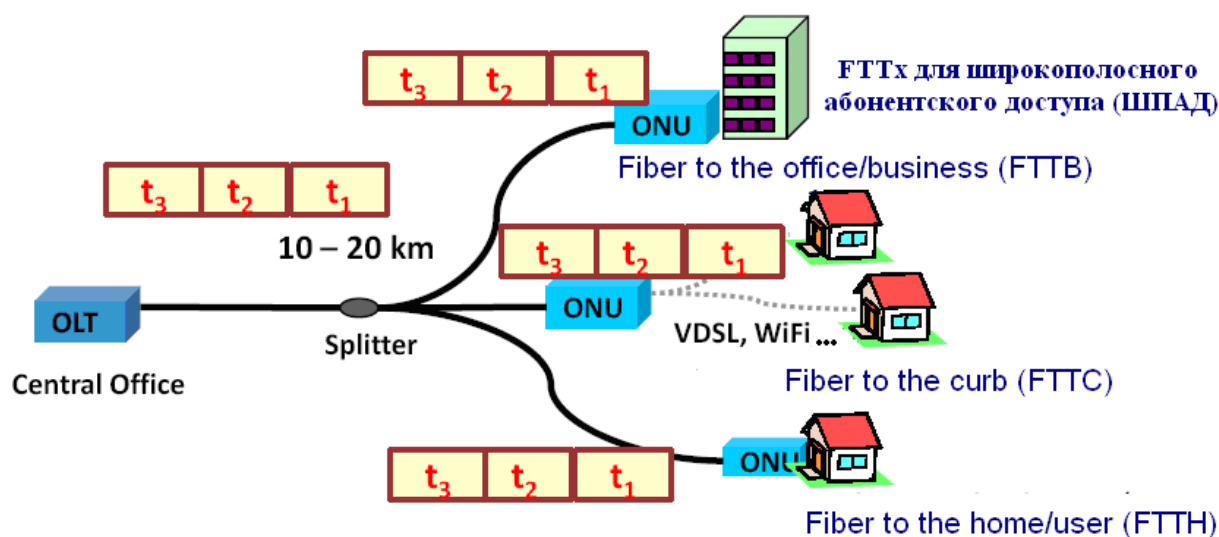 t3 t2 t1
ONU
FTTx для широкополосного
абонентского доступа (ШПАД)
Fiber to the office/business (FTTB)
t3 t2 t1
10 – 20 km
t3 t2 t1
OLT
Splitter
ONU
VDSL, WiFi ...
Central Office
Fiber to the curb (FTTC)
t3 t2 t1
ONU
Fiber to the home/user (FTTH)